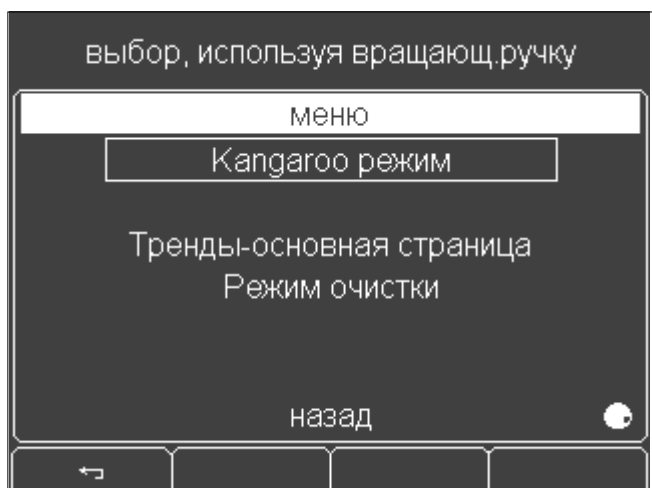 выбор, используя вращающ.ручку
меню
Kangaroo режим
Тренды-основная страница
Режим очистки
назад